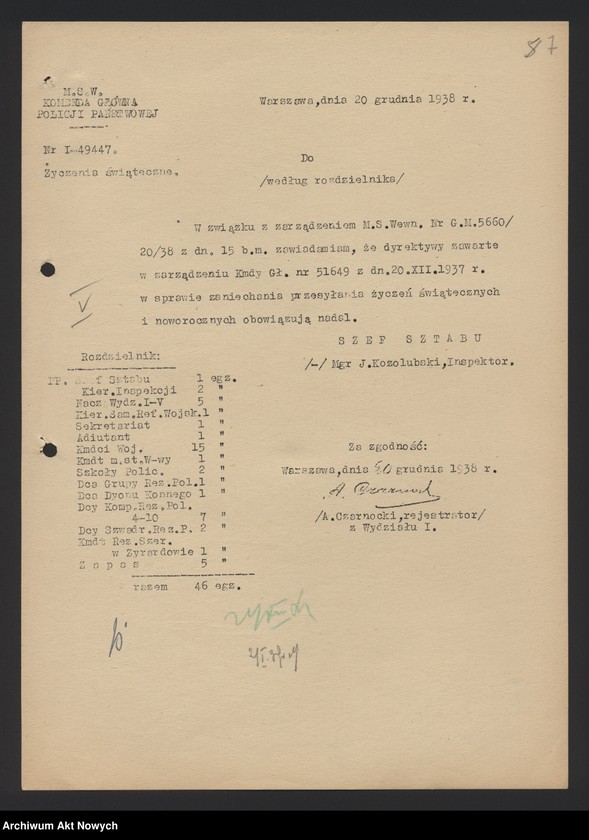 87
M.S.W.
KOMENDA GŁÓWNA
POLICJI PAŃSTWOWEJ
Warszawa,dnia 20 grudnia 1938 r.
Nr I-49447.
Życzenia świąteczne.
Do
/według rozdzielnika/
W związku z zarządzeniem M.S.Wewn. Nr G.M.5660/
20/38 z dn. 15 b.m. zawiadamiam, że dyrektywy zawarte
w zarządzeniu Kmdy Gł. nr 51649 z dn.20.XII.1937 r.
w sprawie zaniechania przesyłania życzeń świątecznych
i noworocznych obowiązują nadal.
V
SZEF SZTABU
/-/ Mgr J.Kozolubski,Inspektor.
Rozdzielnik:
PP. Szef Sztabu 1 egz.
Kier.Inspekcji 2 "
Nacz Wydz.I-V 5 "
Kier.Sam.Ref.Wojsk.1 "
Sekretariat 1 "
Adiutant 1 "
Kmdci Woj. 15 "
Kmdt m.st.W-wy 1 "
Szkoły Polic. 2 "
Dca Grupy Rez.Pol.1 "
Dca Dyonu Konnego 1 "
Dcy Komp.Rez.Pol.
4-10 7 "
Dcy Szwadr.Rez.P. 2 "
Kmdt Rez.Szer.
w Żyrardowie 1 "
Z a p a s 5 "
razem 46 egz.
Za zgodność:
Warszawa,dnia 20 grudnia 1938 r.
A. Czarnocki
/A.Czarnocki,rejestrator/
z Wydziału I.
Archiwum Akt Nowych